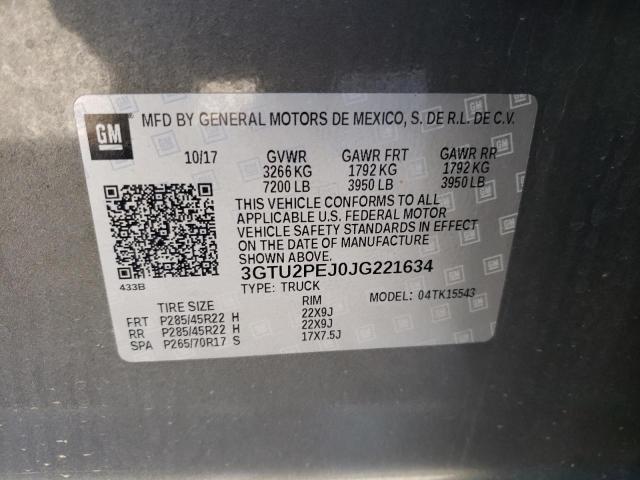 GM
MFD BY GENERAL MOTORS DE MEXICO, S. DE R.L. DE C.V.
10/17 GVWR GAWR FRT GAWR RR
3266 KG 1792 KG 1792 KG
7200 LB 3950 LB 3950 LB
THIS VEHICLE CONFORMS TO ALL
APPLICABLE U.S. FEDERAL MOTOR
VEHICLE SAFETY STANDARDS IN EFFECT
ON THE DATE OF MANUFACTURE
SHOWN ABOVE.
433B 3GTU2PEJ0JG221634
TYPE: TRUCK MODEL: 04TK15543
TIRE SIZE RIM
FRT P285/45R22 H 22X9J
RR P285/45R22 H 22X9J
SPA P265/70R17 S 17X7.5J